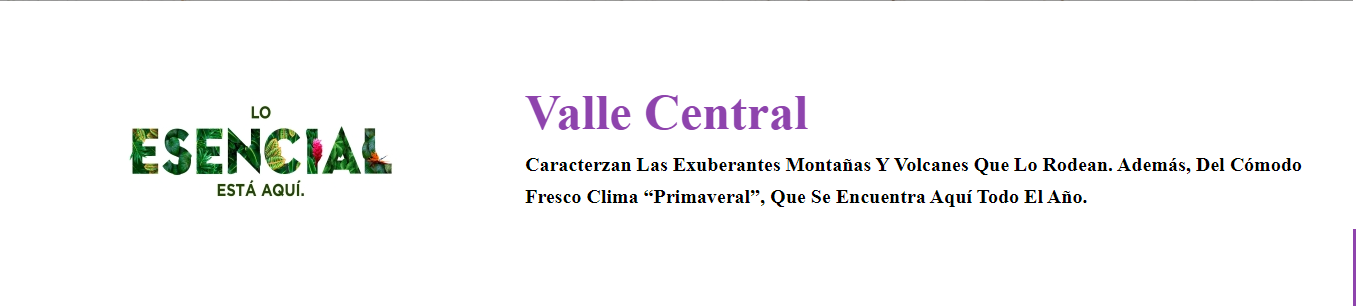 LO
ESENCIAL
ESTÁ AQUÍ.
Valle Central
Caracterzan Las Exuberantes Montañas Y Volcanes Que Lo Rodean. Además, Del Cómodo
Fresco Clima “Primaveral”, Que Se Encuentra Aquí Todo El Año.